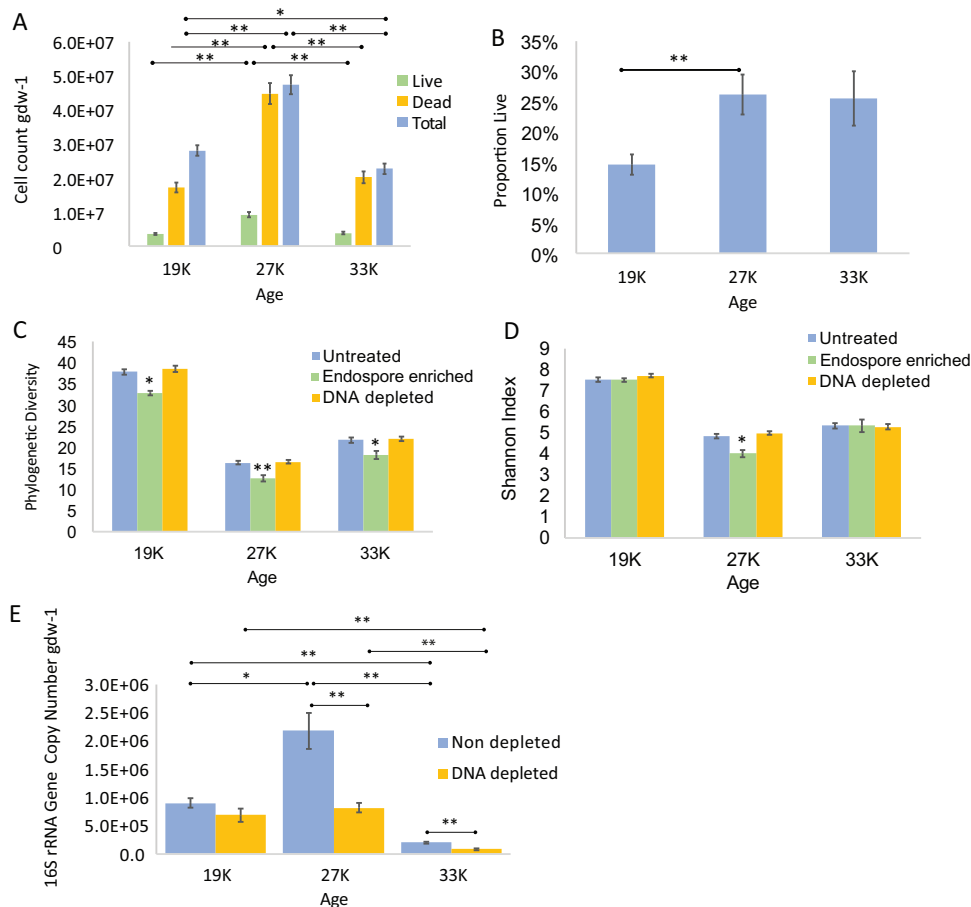 A
*
**
**
**
**
**
**
6.0E+07
5.0E+07
4.0E+07
3.0E+07
2.0E+07
1.0E+07
0
Cell count gdw-1
Live
Dead
Total
19K
27K
33K
Age
B
**
35%
30%
25%
20%
15%
10%
5%
0%
Proportion Live
19K
27K
33K
Age
C
45
40
35
30
25
20
15
10
5
0
Phylogenetic Diversity
Untreated
Endospore enriched
DNA depleted
*
**
*
19K
27K
33K
Age
D
9
8
7
6
5
4
3
2
1
0
Shannon Index
Untreated
Endospore enriched
DNA depleted
*
19K
27K
33K
Age
E
**
**
**
*
**
**
**
3.0E+06
2.5E+06
2.0E+06
1.5E+06
1.0E+06
5.0E+05
0.0
16S rRNA Gene Copy Number gdw-1
Non depleted
DNA depleted
19K
27K
33K
Age